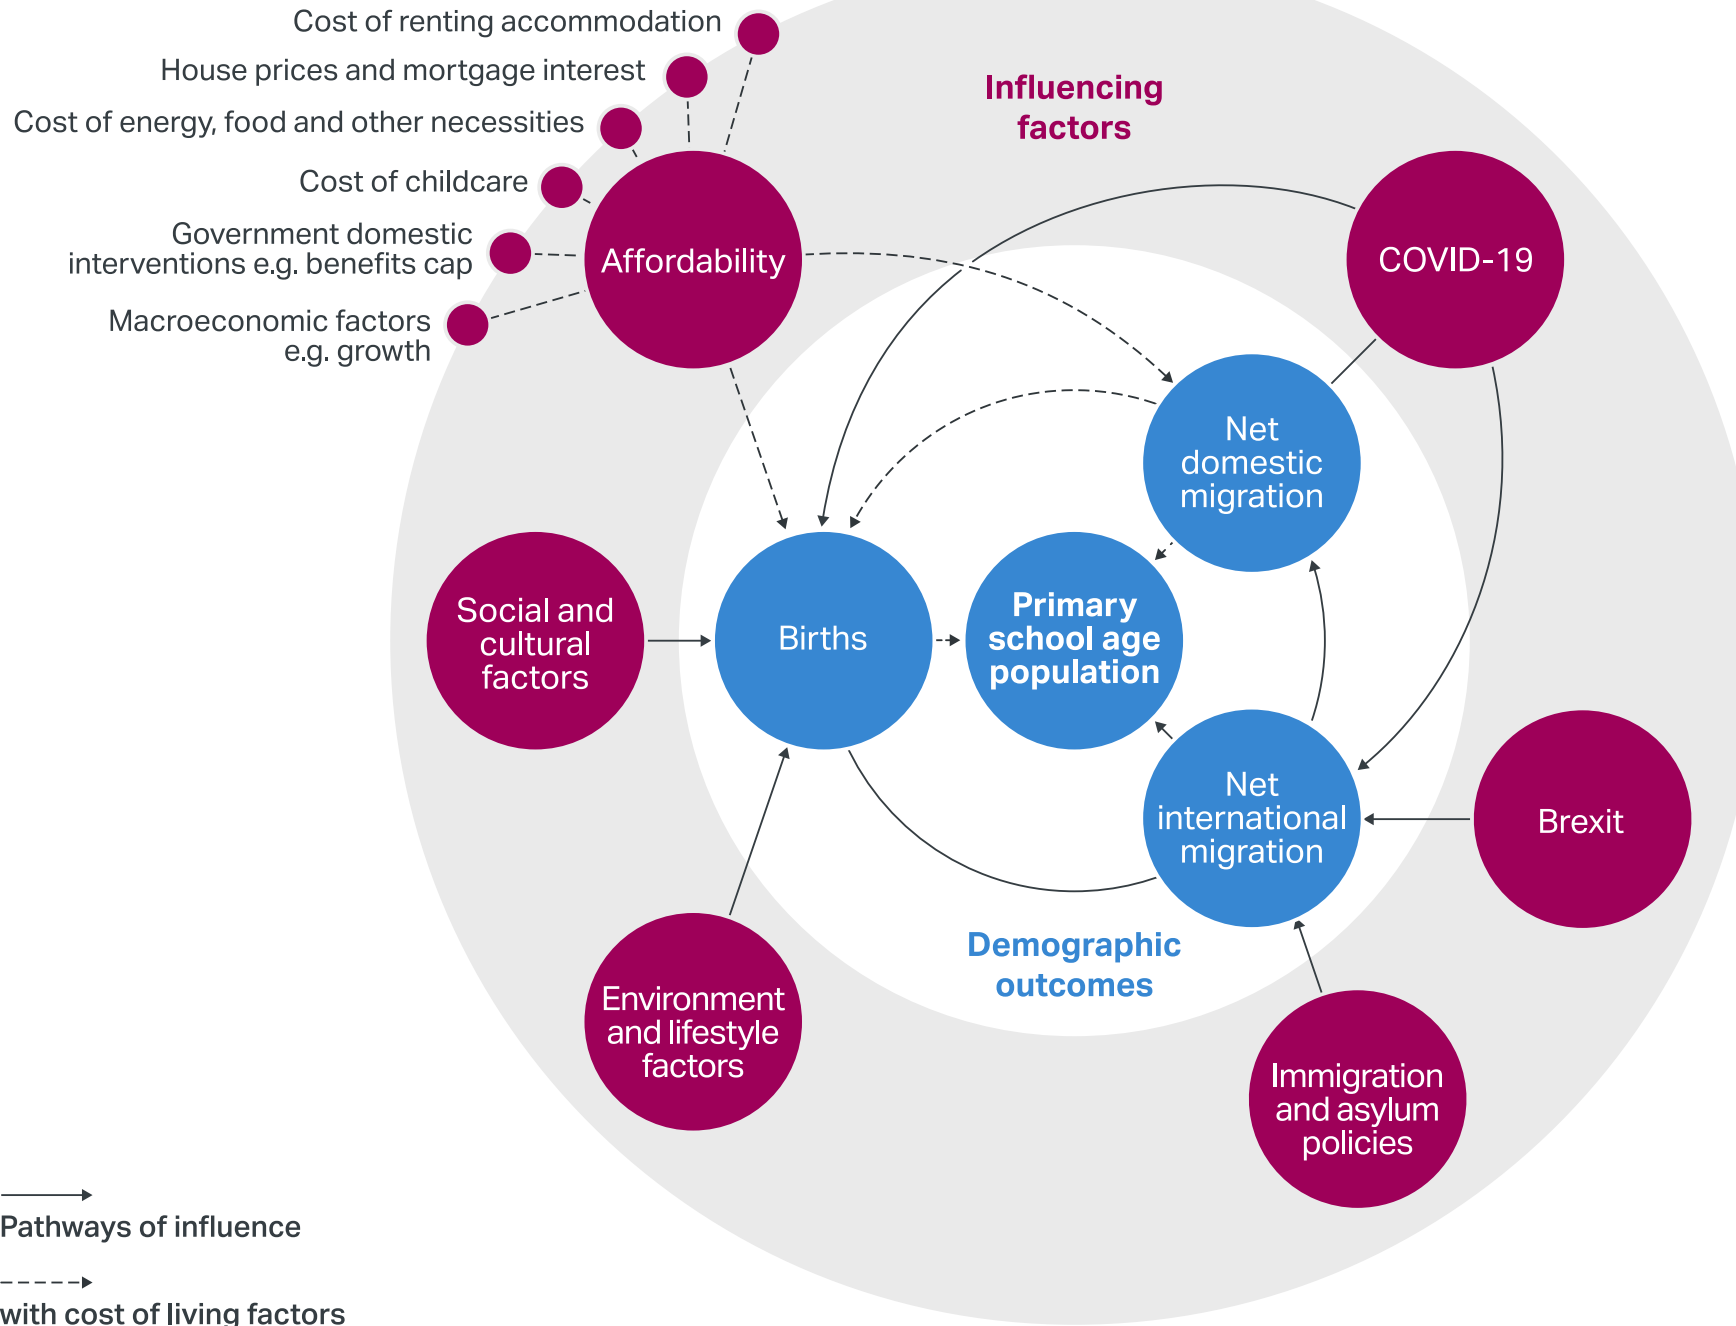 Cost of renting accommodation
House prices and mortgage interest
Cost of energy, food and other necessities
Cost of childcare
Government domestic
interventions e.g. benefits cap
Macroeconomic factors
e.g. growth
Influencing
factors
Affordability
COVID-19
Net
domestic
migration
Social and
cultural
factors
Births
Primary
school age
population
Net
international
migration
Brexit
Demographic
outcomes
Environment
and lifestyle
factors
Immigration
and asylum
policies
Pathways of influence
with cost of living factors